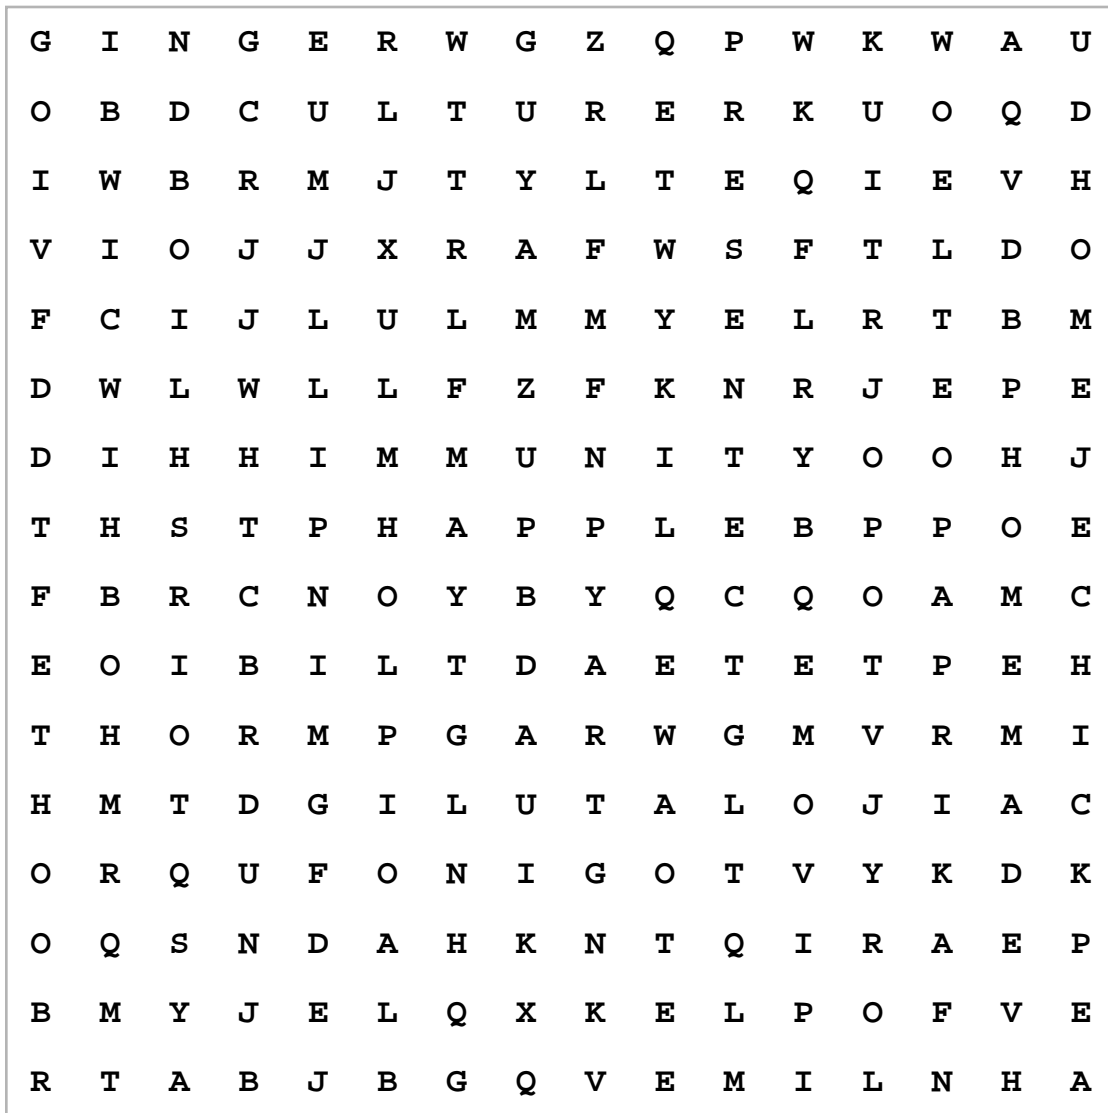 G I N G E R W G Z Q P W K W A U
O B D C U L T U R E R K U O Q D
I W B R M J T Y L T E Q I E V H
V I O J J X R A F W S F T L D O
F C I J L U L M M Y E L R T B M
D W L W L L F Z F K N R J E P E
D I H H I M M U N I T Y O O H J
T H S T P H A P P L E B P P O E
F B R C N O Y B Y Q C Q O A M C
E O I B I L T D A E T E T P E H
T H O R M P G A R W G M V R M I
H M T D G I L U T A L O J I A C
O R Q U F O N I G O T V Y K D K
O Q S N D A H K N T Q I R A E P
B M Y J E L Q X K E L P O F V E
R T A B J B G Q V E M I L N H A